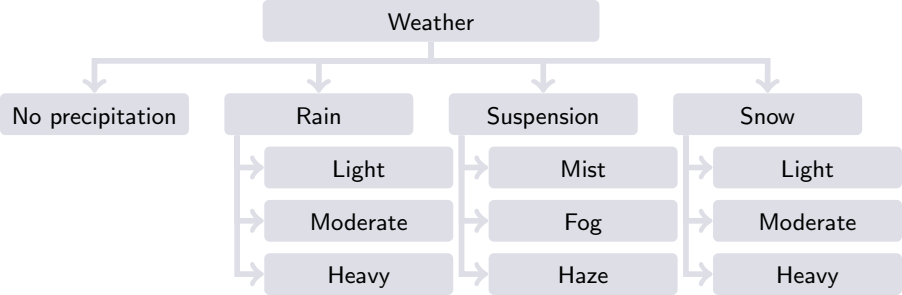 Weather
No precipitation
Rain
Suspension
Snow
Light
Mist
Light
Moderate
Fog
Moderate
Heavy
Haze
Heavy